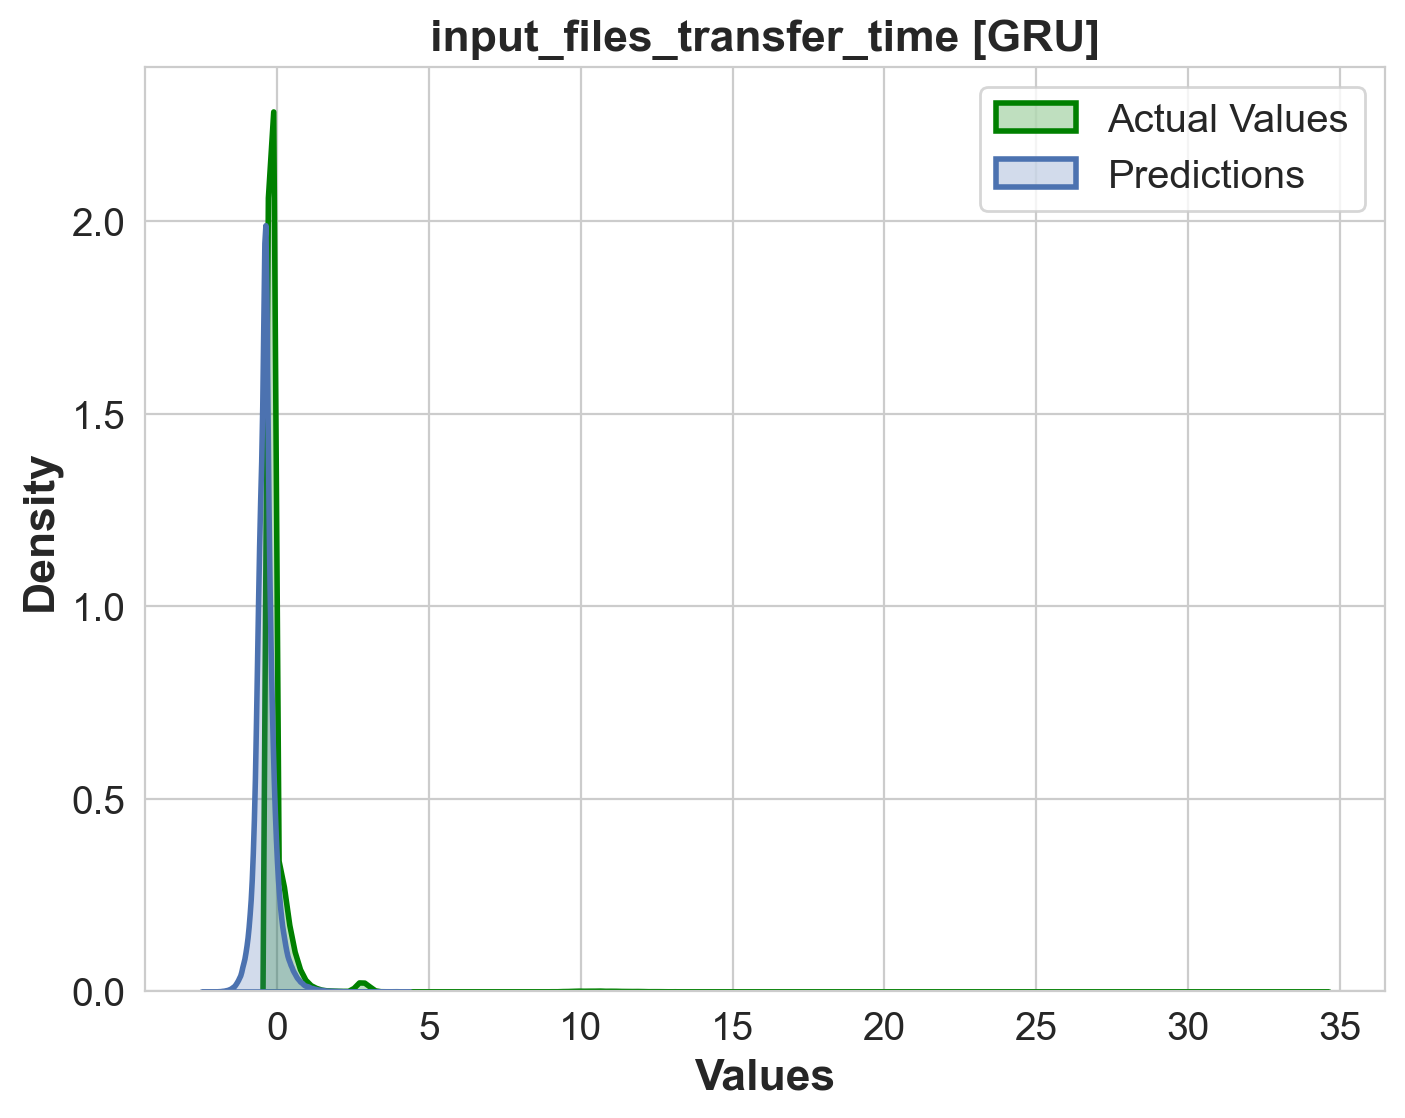 input_files_transfer_time [GRU]
Actual Values
Predictions
2.0
1.5
1.0
0.5
0.0
Density
0 5 10 15 20 25 30 35
Values